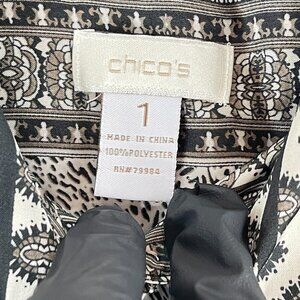 chico's
1
MADE IN CHINA
100%POLYESTER
RN#79984